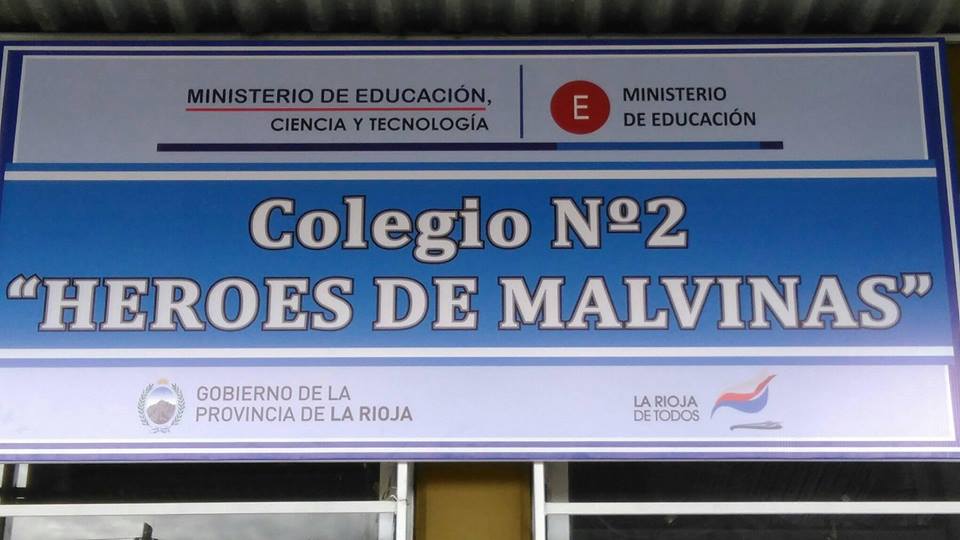 MINISTERIO DE EDUCACIÓN,
CIENCIA Y TECNOLOGÍA
E
MINISTERIO
DE EDUCACIÓN
Colegio Nº2
“HEROES DE MALVINAS”
GOBIERNO DE LA
PROVINCIA DE LA RIOJA
LA RIOJA
DE TODOS